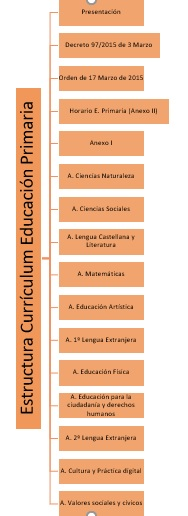 Estructura Currículum Educación Primaria
Presentación
Decreto 97/2015 de 3 Marzo
Orden de 17 Marzo de 2015
Horario E. Primaria (Anexo II)
Anexo I
A. Ciencias Naturaleza
A. Ciencias Sociales
A. Lengua Castellana y
Literatura
A. Matemáticas
A. Educación Artística
A. 1º Lengua Extranjera
A. Educación Física
A. Educación para la
ciudadanía y derechos
humanos
A. 2º Lengua Extranjera
A. Cultura y Práctica digital
A. Valores sociales y cívicos